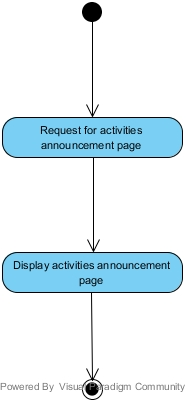 Request for activities
announcement page
Display activities announcement
page
Powered By Visual Paradigm Community